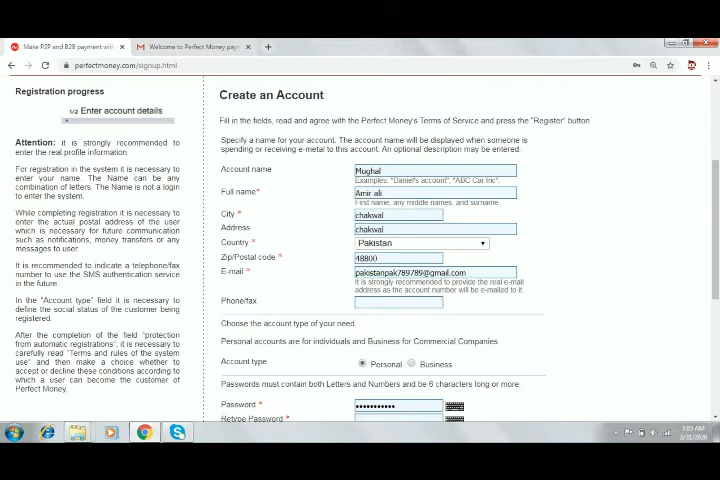 Make P2P and B2B payment with
Welcome to Perfect Money pay
perfectmoney.com/signup.html
Registration progress
1/2 Enter account details
Attention: it is strongly recommended to
enter the real profile information.
For registration in the system it is necessary to
enter your name. The Name can be any
combination of letters. The Name is not a login
to enter the system.
While completing registration it is necessary to
enter the actual postal address of the user
which is necessary for future communication
such as notifications, money transfers or any
messages to user.
It is recommended to indicate a telephone/fax
number to use the SMS authentication service
in the future.
In the "Account type" field it is necessary to
define the social status of the customer being
registered.
After the completion of the field "protection
from automatic registrations", it is necessary to
carefully read "Terms and rules of the system
use" and then make a choice whether to
accept or decline these conditions according to
which a user can become the customer of
Perfect Money.
Create an Account
Fill in the fields, read and agree with the Perfect Money's Terms of Service and press the "Register" button.
Specify a name for your account. The account name will be displayed when someone is
spending or receiving e-metal to this account. An optional description may be entered.
Account name Mughal
Examples: "Daniel's account", "ABC Car Inc".
Full name* Amir ali
First name, any middle names, and surname
City * chakwal
Address chakwal
Country * Pakistan
Zip/Postal code * 48800
E-mail * pakistanpak789789@gmail.com
It is strongly recommended to provide the real e-mail
address as the account number will be e-mailed to it.
Phone/fax
Choose the account type of your need
Personal accounts are for individuals and Business for Commercial Companies.
Account type Personal Business
Passwords must contain both Letters and Numbers and be 6 characters long or more.
Password * •••••••••••
Retype Password *
7:03 AM
3/31/2020